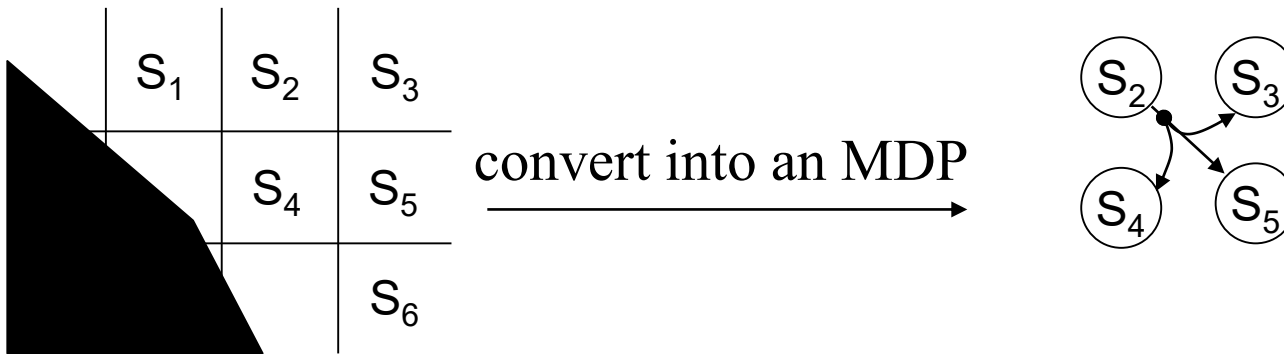 S₁ S₂ S₃
S₄ S₅
S₆
convert into an MDP
S₂ S₃
S₄ S₅